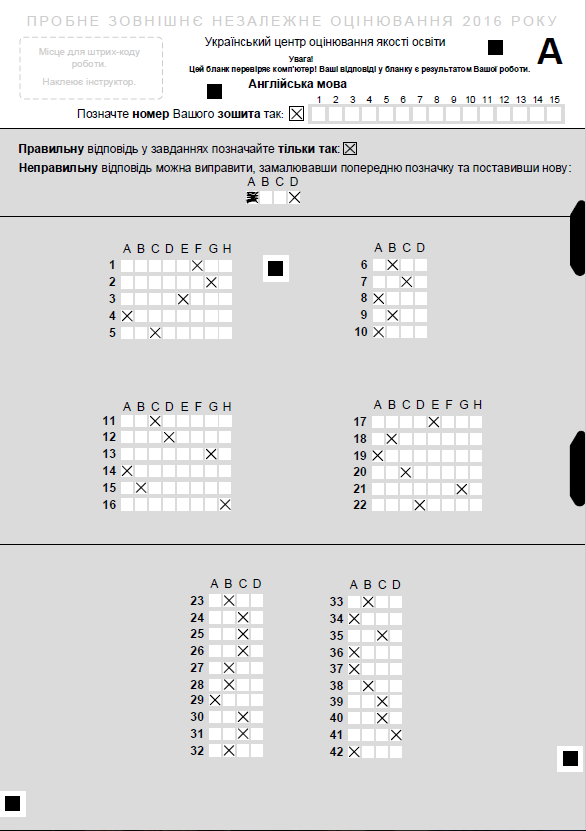 ПРОБНЕ ЗОВНІШНЄ НЕЗАЛЕЖНЕ ОЦІНЮВАННЯ 2016 РОКУ
Місце для штрих-коду
роботи.
Наклеює інструктор.
Український центр оцінювання якості освіти
Увага!
Цей бланк перевіряє комп'ютер! Ваші відповіді у бланку є результатом Вашої роботи.
Англійська мова
A
1 2 3 4 5 6 7 8 9 10 11 12 13 14 15
Позначте номер Вашого зошита так:
Правильну відповідь у завданнях позначайте тільки так:
Неправильну відповідь можна виправити, замалювавши попередню позначку та поставивши нову:
A B C D
A B C D E F G H
1
2
3
4
5
A B C D
6
7
8
9
10
A B C D E F G H
11
12
13
14
15
16
A B C D E F G H
17
18
19
20
21
22
A B C D
23
24
25
26
27
28
29
30
31
32
A B C D
33
34
35
36
37
38
39
40
41
42